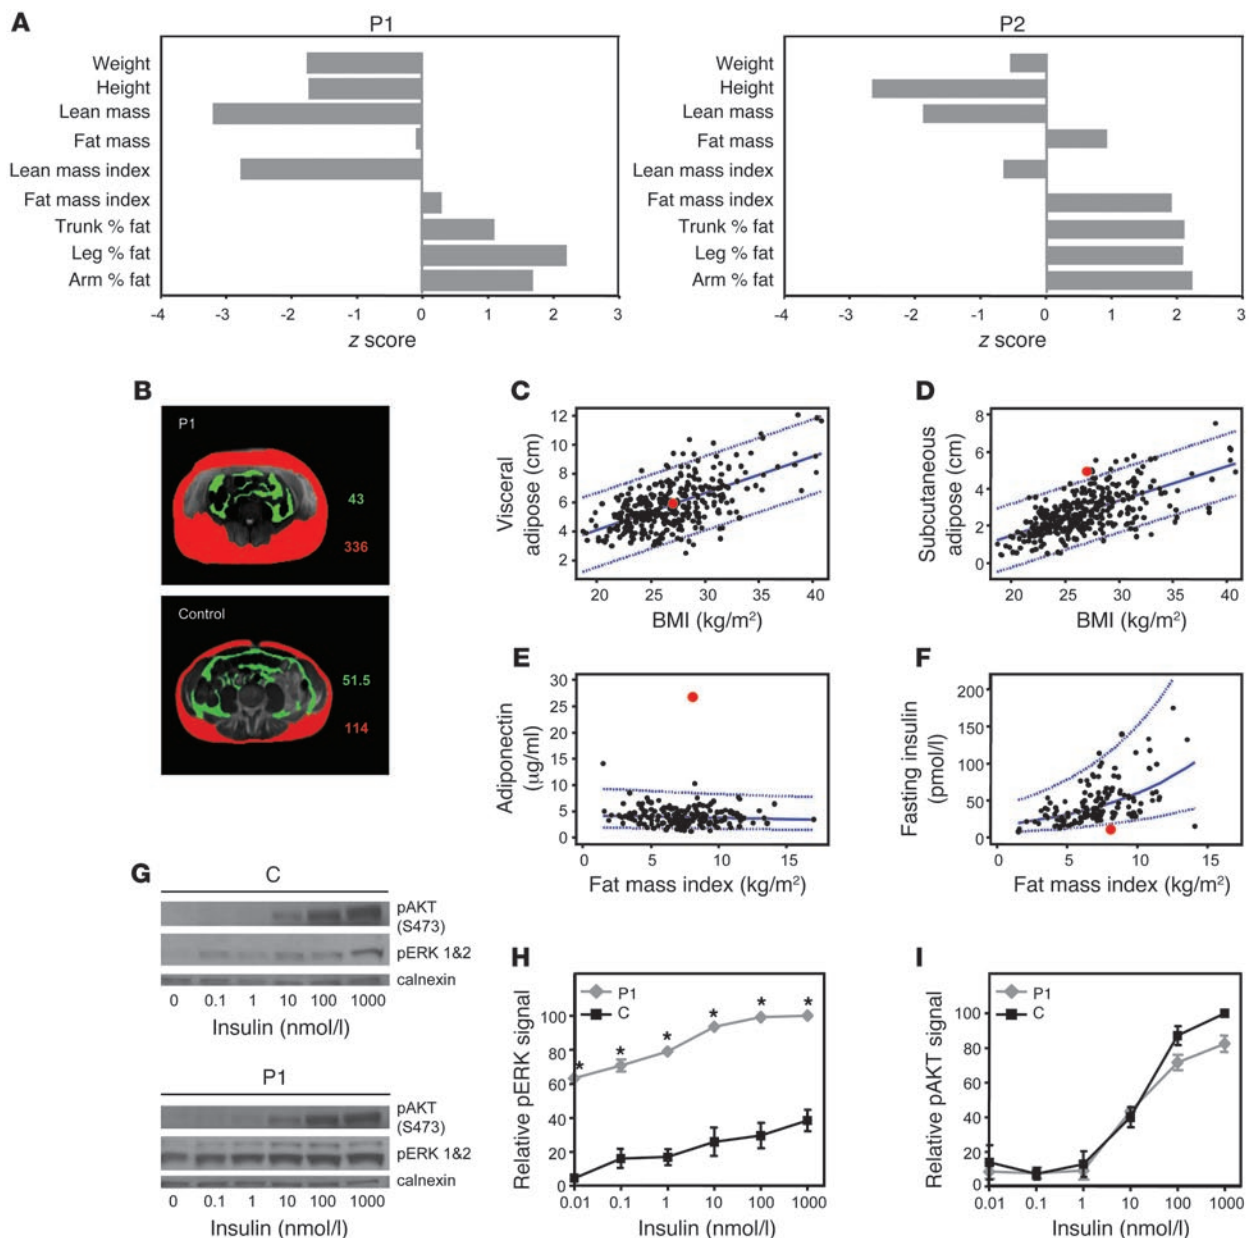 A
P1
Weight
Height
Lean mass
Fat mass
Lean mass index
Fat mass index
Trunk % fat
Leg % fat
Arm % fat
-4 -3 -2 -1 0 1 2 3
z score
P2
Weight
Height
Lean mass
Fat mass
Lean mass index
Fat mass index
Trunk % fat
Leg % fat
Arm % fat
-4 -3 -2 -1 0 1 2 3
z score
B
P1
43
336
Control
51.5
114
C
Visceral
adipose (cm)
12
10
8
6
4
2
20 25 30 35 40
BMI (kg/m²)
D
Subcutaneous
adipose (cm)
8
6
4
2
0
20 25 30 35 40
BMI (kg/m²)
E
Adiponectin
(µg/ml)
30
25
20
15
10
5
0
0 5 10 15
Fat mass index (kg/m²)
F
Fasting insulin
(pmol/l)
200
150
100
50
0
0 5 10 15
Fat mass index (kg/m²)
G
C
pAKT
(S473)
pERK 1&2
calnexin
0 0.1 1 10 100 1000
Insulin (nmol/l)
P1
pAKT
(S473)
pERK 1&2
calnexin
0 0.1 1 10 100 1000
Insulin (nmol/l)
H
P1
C
Relative pERK signal
100
80
60
40
20
0
* * * * * *
0.01 0.1 1 10 100 1000
Insulin (nmol/l)
I
P1
C
Relative pAKT signal
100
80
60
40
20
0
0.01 0.1 1 10 100 1000
Insulin (nmol/l)